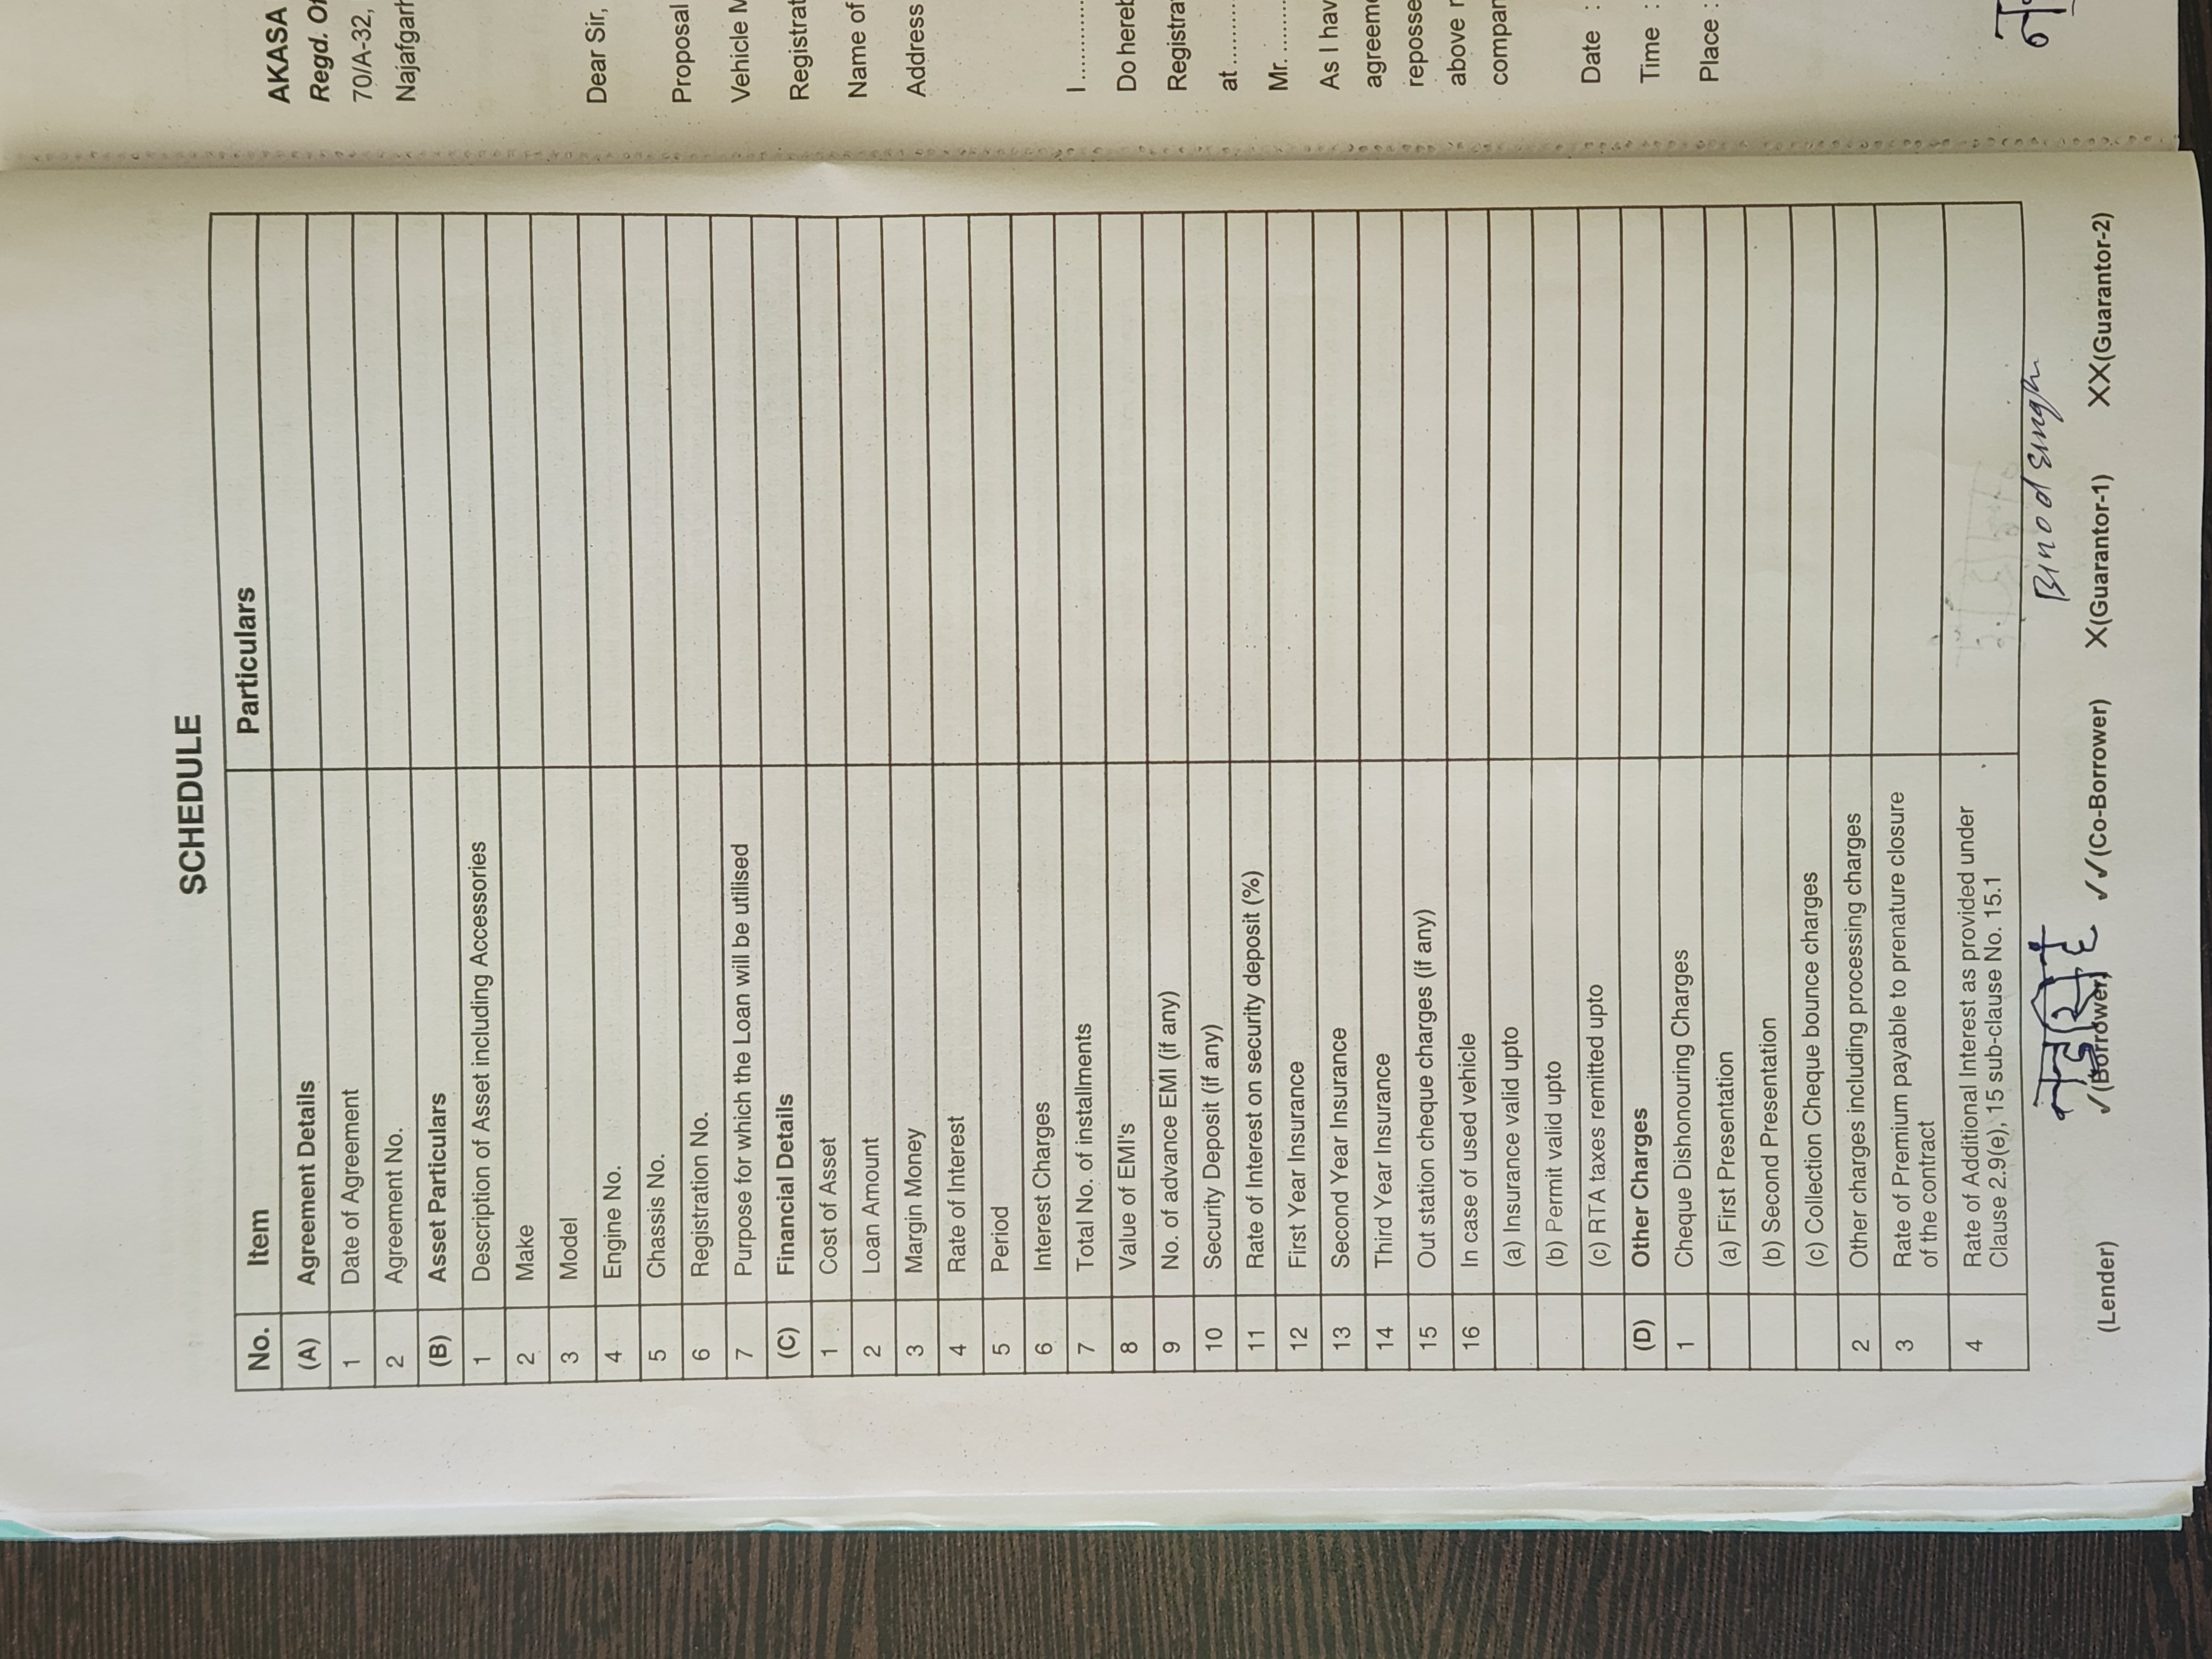 SCHEDULE
No. Item Particulars
(A) Agreement Details
1 Date of Agreement
2 Agreement No.
(B) Asset Particulars
1 Description of Asset including Accessories
2 Make
3 Model
4 Engine No.
5 Chassis No.
6 Registration No.
7 Purpose for which the Loan will be utilised
(C) Financial Details
1 Cost of Asset
2 Loan Amount
3 Margin Money
4 Rate of Interest
5 Period
6 Interest Charges
7 Total No. of installments
8 Value of EMI's
9 No. of advance EMI (if any)
10 Security Deposit (if any)
11 Rate of Interest on security deposit (%)
12 First Year Insurance
13 Second Year Insurance
14 Third Year Insurance
15 Out station cheque charges (if any)
16 In case of used vehicle
(a) Insurance valid upto
(b) Permit valid upto
(c) RTA taxes remitted upto
(D) Other Charges
1 Cheque Dishonouring Charges
(a) First Presentation
(b) Second Presentation
(c) Collection Cheque bounce charges
2 Other charges including processing charges
3 Rate of Premium payable to prenature closure
of the contract
4 Rate of Additional Interest as provided under
Clause 2.9(e), 15 sub-clause No. 15.1
Binod singh
(Lender) ✓(Borrower) ✓✓(Co-Borrower) X(Guarantor-1) XX(Guarantor-2)
AKASA
Regd.
70/A-32,
Dear Sir,
Proposal
Vehicle
Name of
Address
I ............
Do
at .........
Mr. .......
As I
above
Date :
Time :
Place :